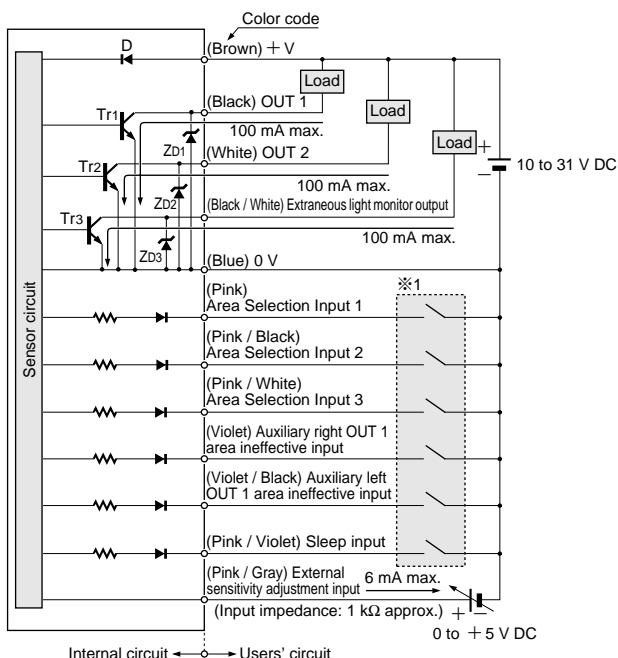 Color code
D
(Brown) + V
Load
(Black) OUT 1
Tr1
Load
100 mA max.
ZD1
(White) OUT 2
Load
+
−
10 to 31 V DC
Tr2
100 mA max.
ZD2
(Black / White) Extraneous light monitor output
Tr3
100 mA max.
ZD3
(Blue) 0 V
※1
Sensor circuit
(Pink)
Area Selection Input 1
(Pink / Black)
Area Selection Input 2
(Pink / White)
Area Selection Input 3
(Violet) Auxiliary right OUT 1
area ineffective input
(Violet / Black) Auxiliary left
OUT 1 area ineffective input
(Pink / Violet) Sleep input
(Pink / Gray) External
sensitivity adjustment input
6 mA max.
(Input impedance: 1 kΩ approx.)
+ −
0 to + 5 V DC
Internal circuit
Users' circuit